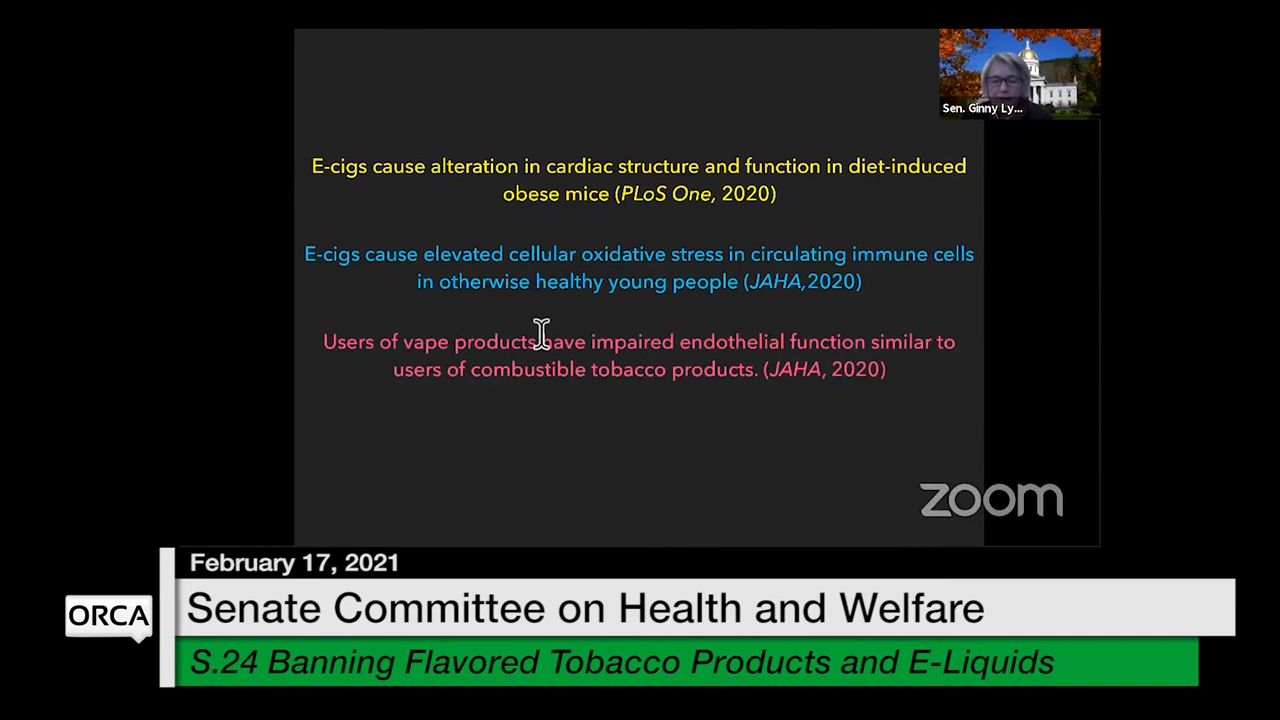 Sen. Ginny Ly...
E-cigs cause alteration in cardiac structure and function in diet-induced
obese mice (PLoS One, 2020)
E-cigs cause elevated cellular oxidative stress in circulating immune cells
in otherwise healthy young people (JAHA,2020)
Users of vape products have impaired endothelial function similar to
users of combustible tobacco products. (JAHA, 2020)
zoom
February 17, 2021
ORCA
Senate Committee on Health and Welfare
S.24 Banning Flavored Tobacco Products and E-Liquids